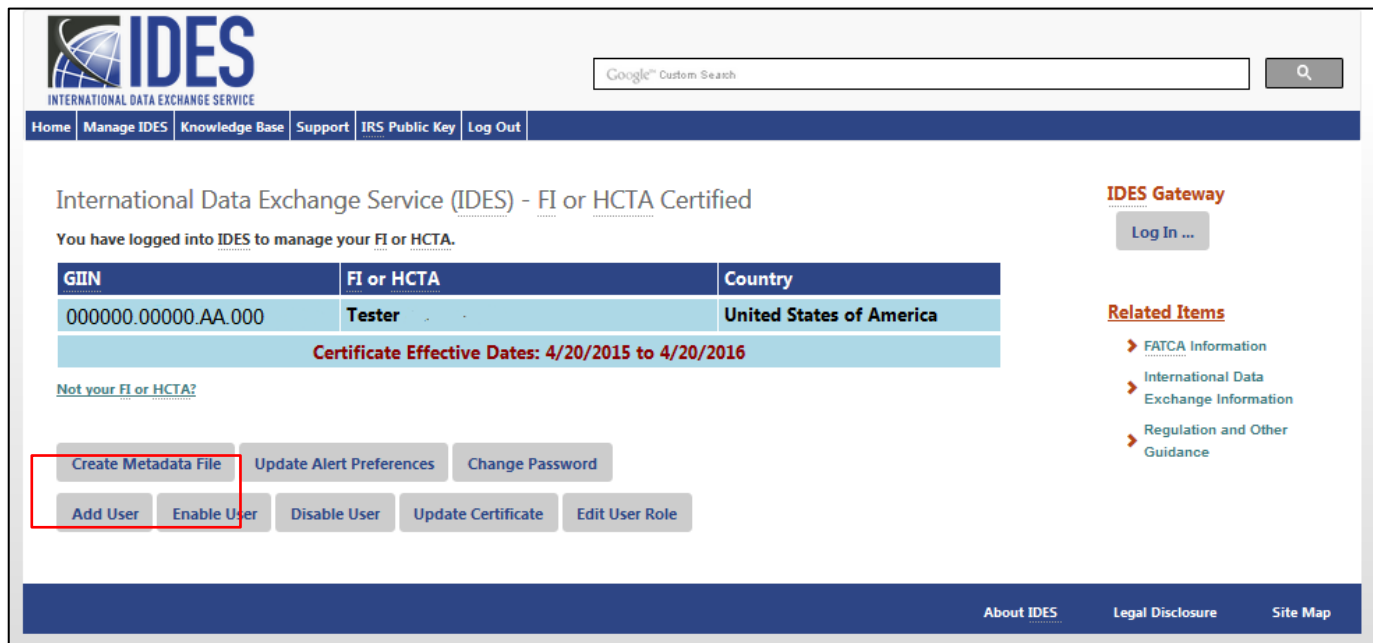 IDES
INTERNATIONAL DATA EXCHANGE SERVICE
Google™ Custom Search
Home Manage IDES Knowledge Base Support IRS Public Key Log Out
International Data Exchange Service (IDES) - FI or HCTA Certified
You have logged into IDES to manage your FI or HCTA.
GIIN FI or HCTA Country
000000.00000.AA.000 Tester United States of America
Certificate Effective Dates: 4/20/2015 to 4/20/2016
Not your FI or HCTA?
Create Metadata File Update Alert Preferences Change Password
Add User Enable User Disable User Update Certificate Edit User Role
IDES Gateway
Log In ...
Related Items
FATCA Information
International Data
Exchange Information
Regulation and Other
Guidance
About IDES Legal Disclosure Site Map